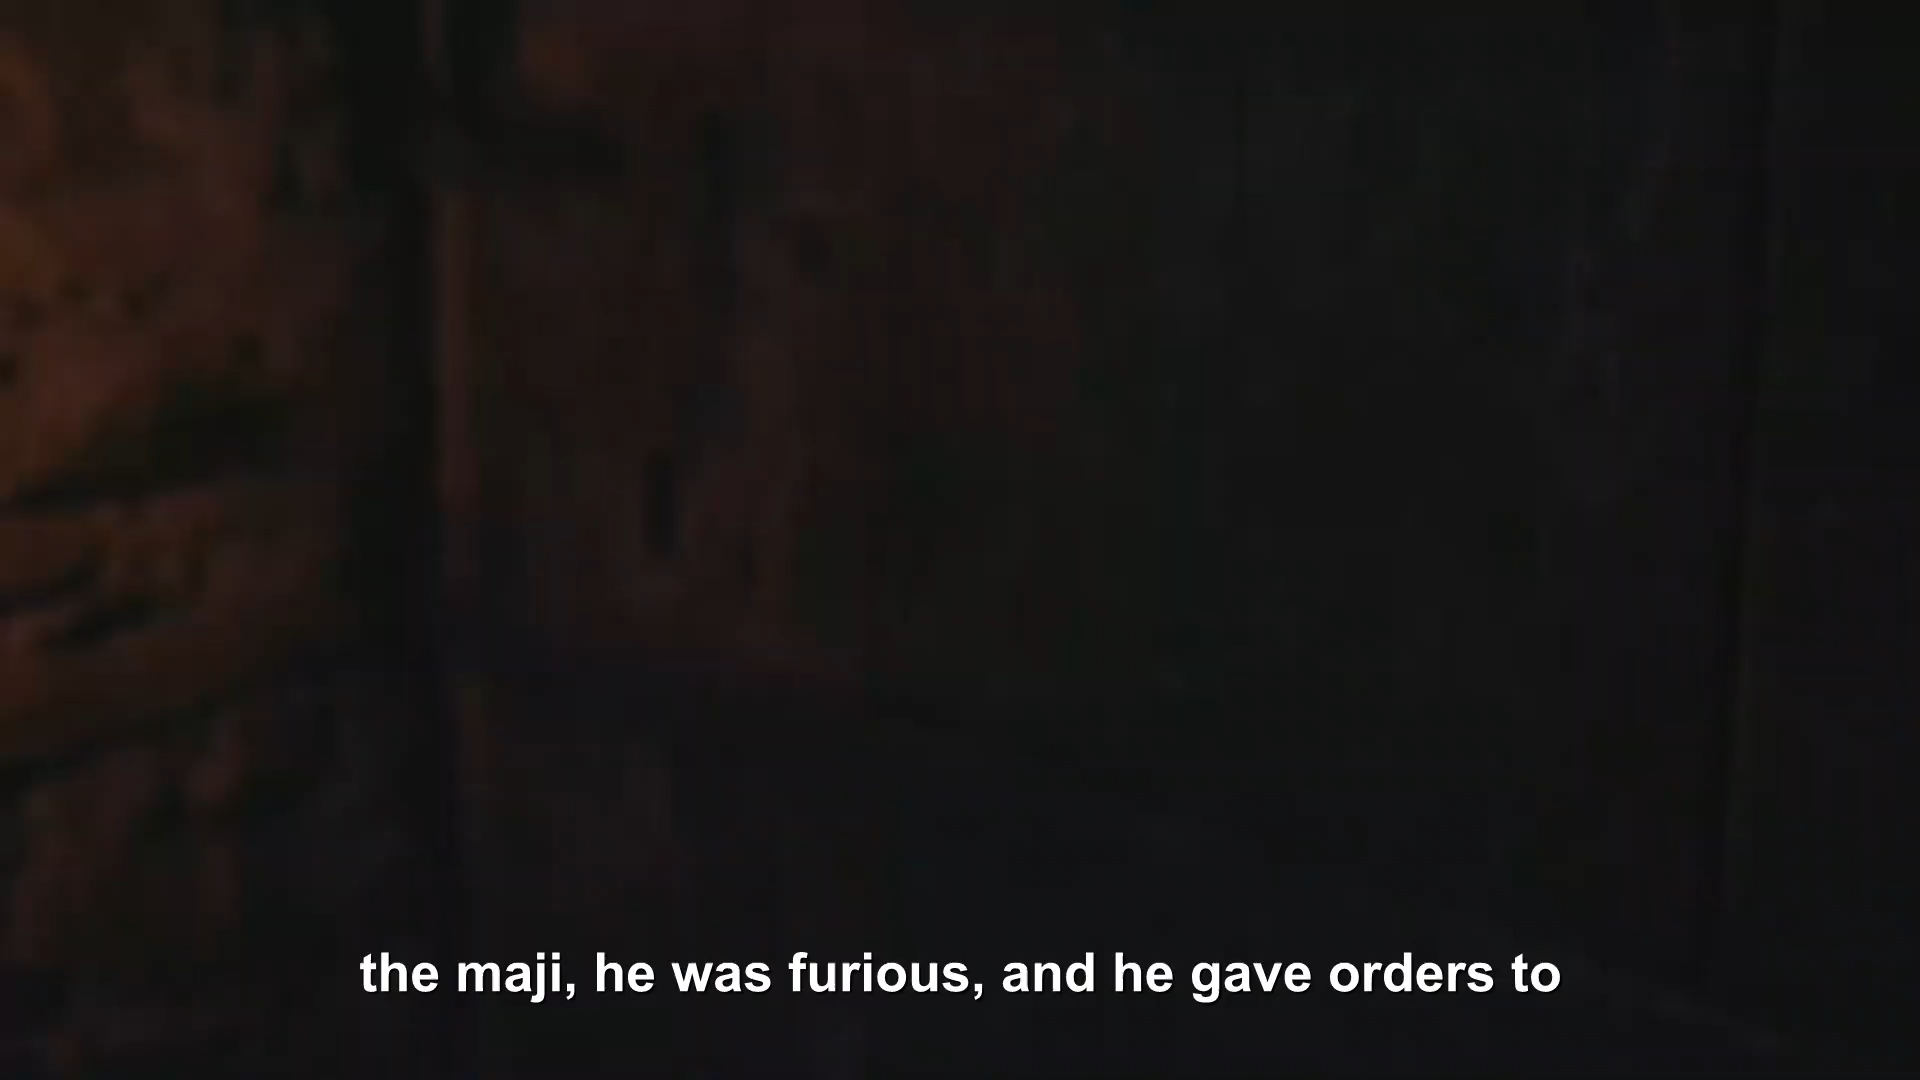 the maji, he was furious, and he gave orders to